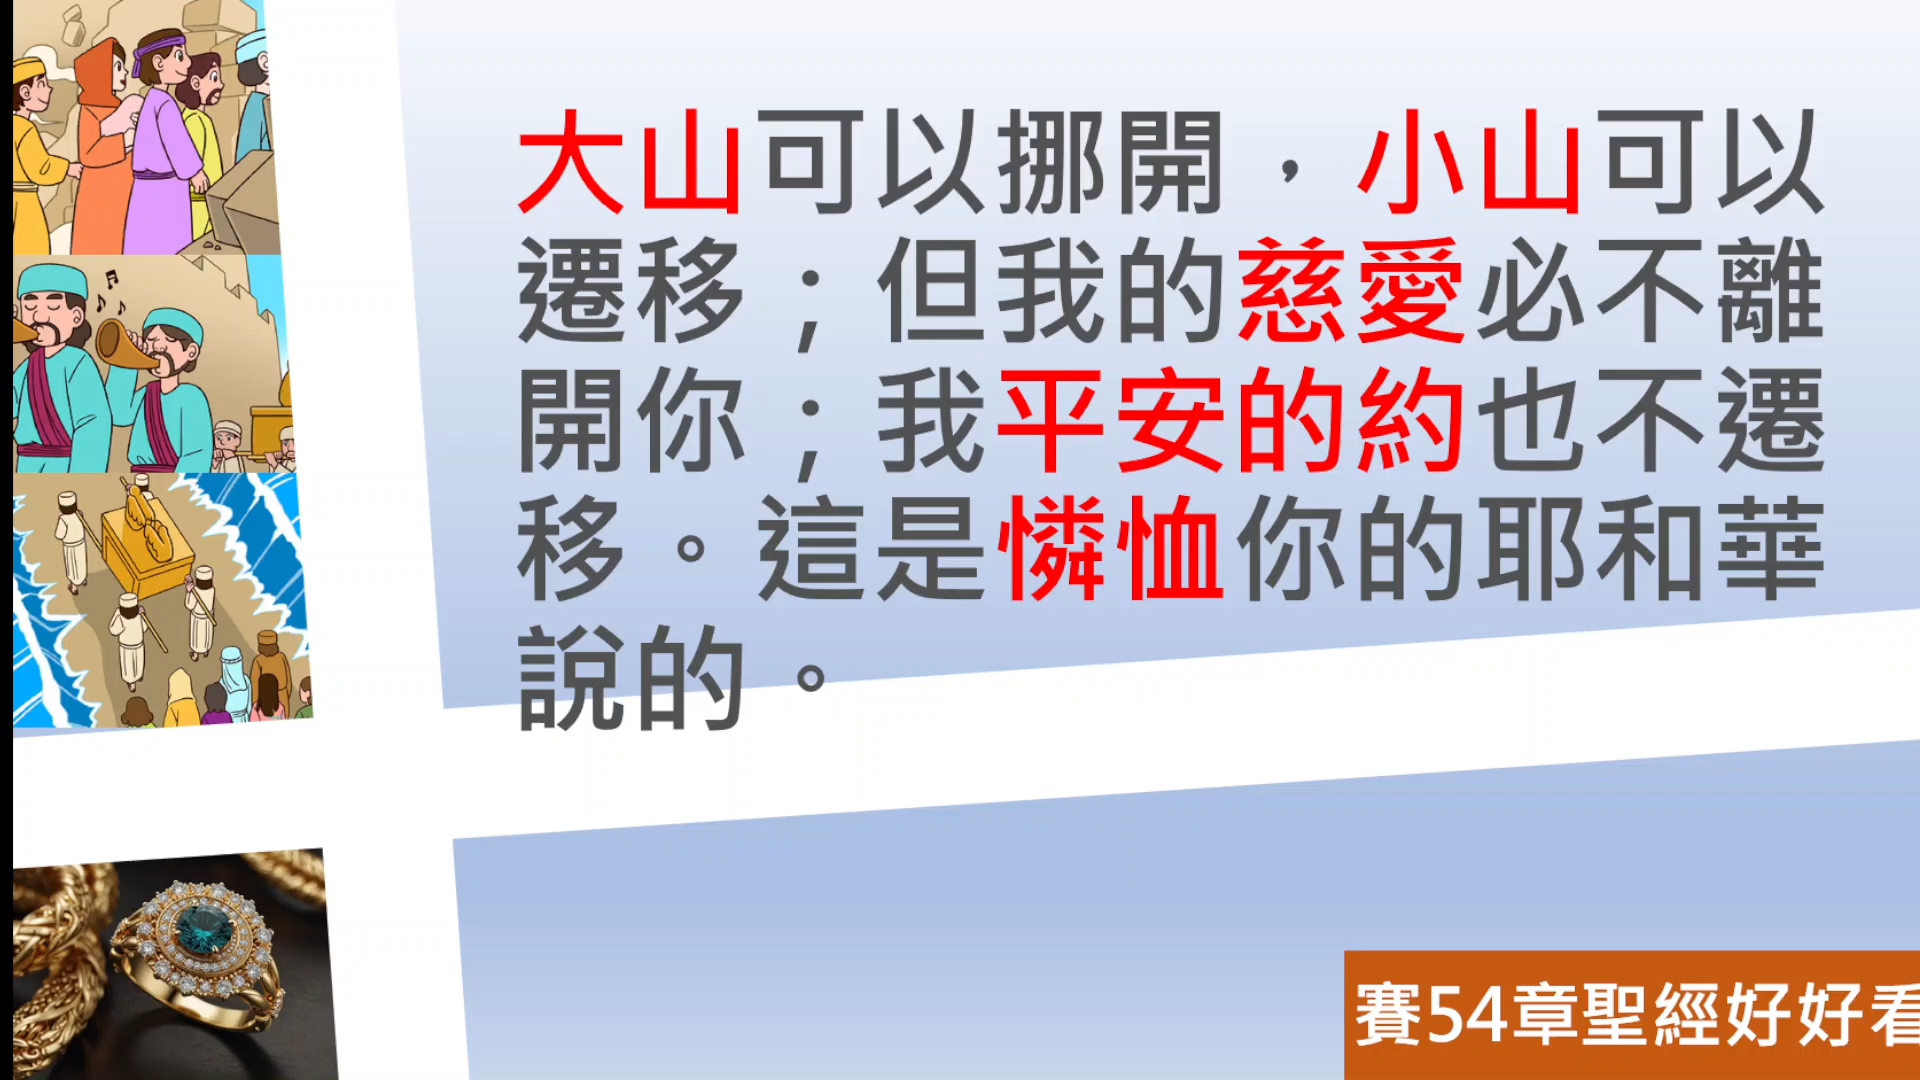 大山可以挪開，小山可以
遷移；但我的慈愛必不離
開你；我平安的約也不遷
移。這是憐恤你的耶和華
說的。
賽54章聖經好好看